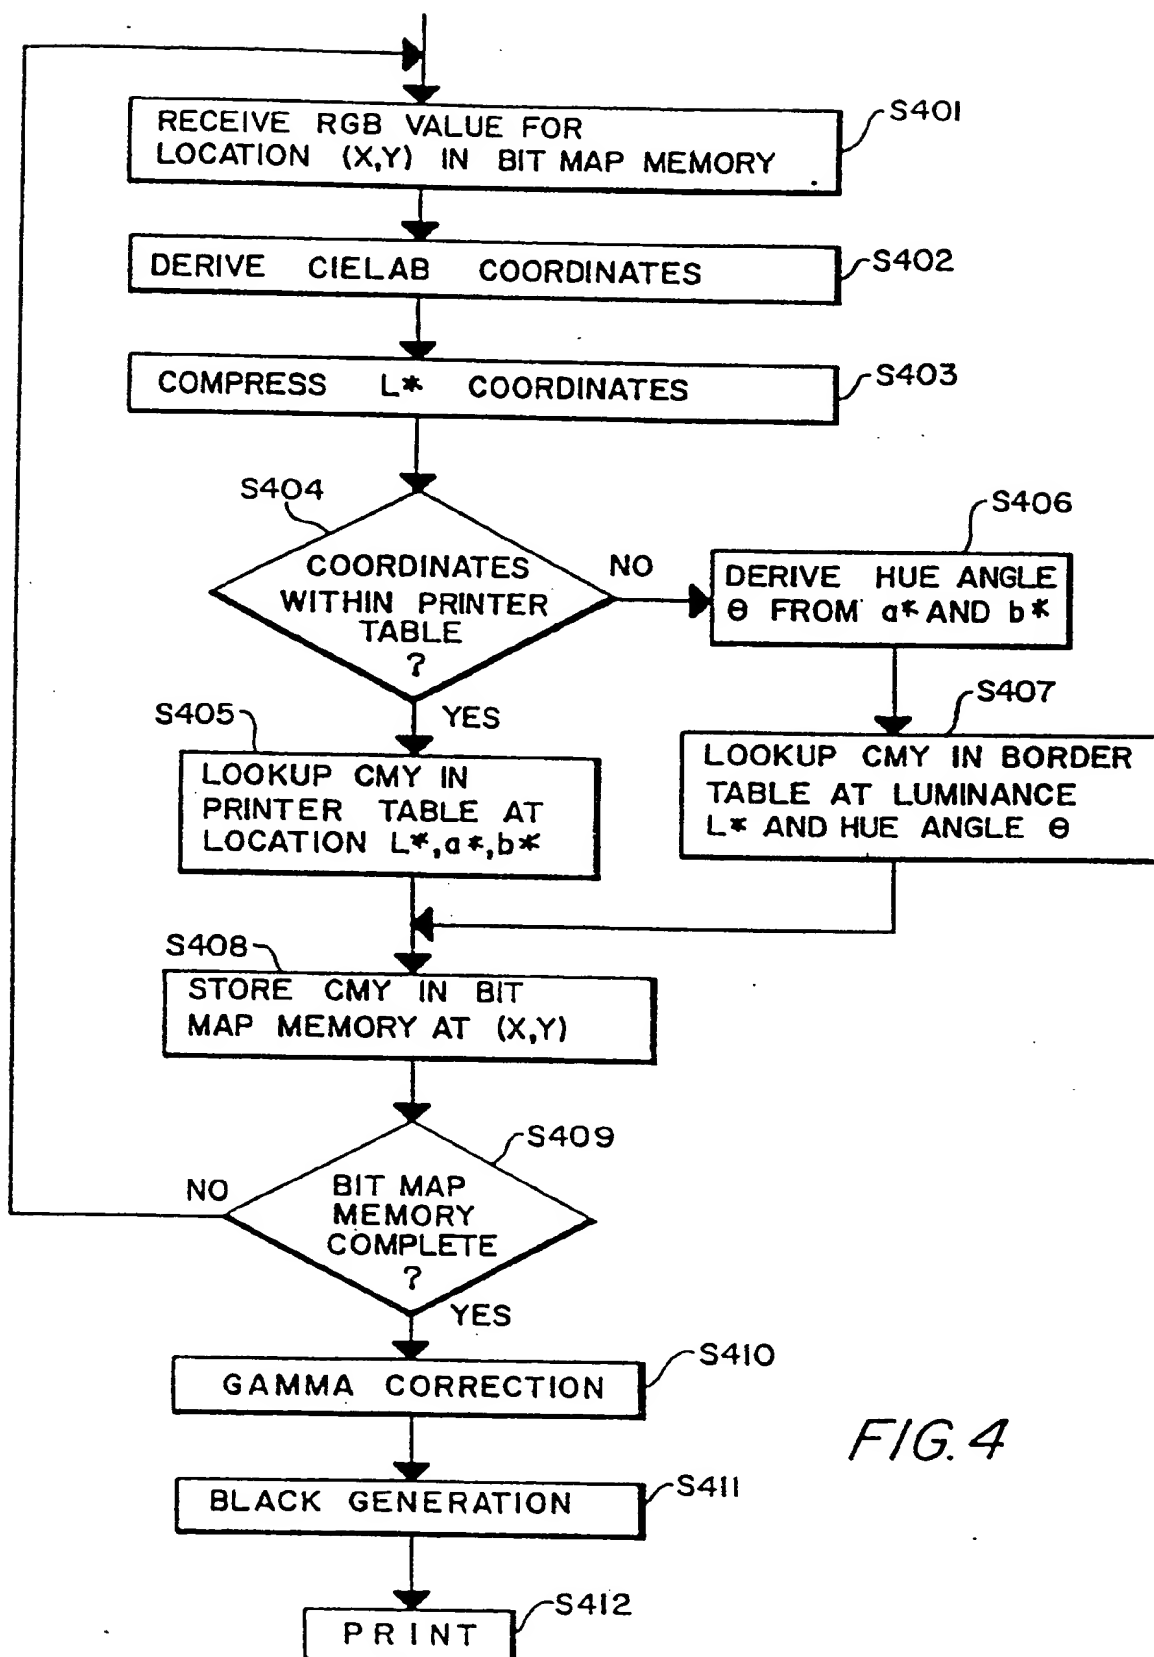 RECEIVE RGB VALUE FOR
LOCATION (X,Y) IN BIT MAP MEMORY
S401
DERIVE CIELAB COORDINATES
S402
COMPRESS L* COORDINATES
S403
S404
COORDINATES
WITHIN PRINTER
TABLE
?
NO
YES
S406
DERIVE HUE ANGLE
θ FROM a* AND b*
S405
LOOKUP CMY IN
PRINTER TABLE AT
LOCATION L*,a*,b*
S407
LOOKUP CMY IN BORDER
TABLE AT LUMINANCE
L* AND HUE ANGLE θ
S408
STORE CMY IN BIT
MAP MEMORY AT (X,Y)
S409
NO
BIT MAP
MEMORY
COMPLETE
?
YES
S410
GAMMA CORRECTION
S411
BLACK GENERATION
S412
PRINT
FIG. 4